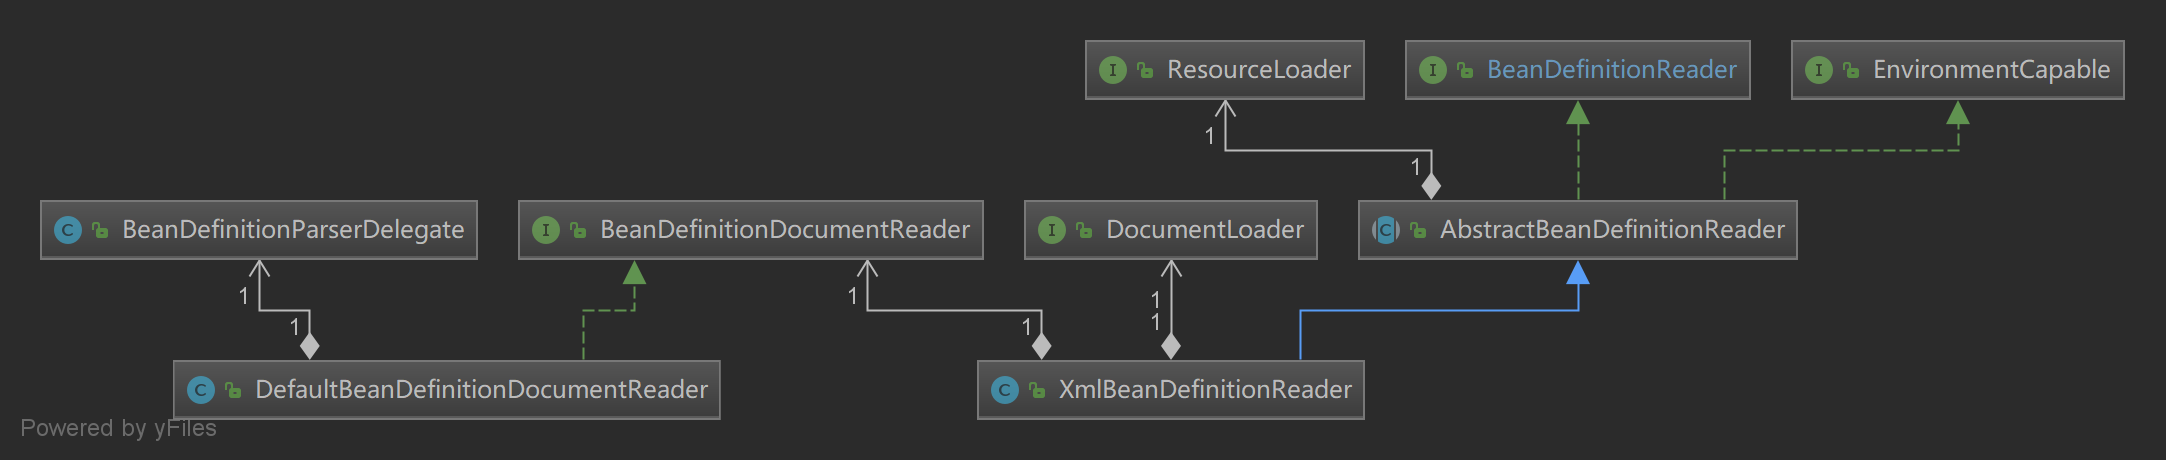 I ResourceLoader
I BeanDefinitionReader
I EnvironmentCapable
1
1
C BeanDefinitionParserDelegate
I BeanDefinitionDocumentReader
I DocumentLoader
C AbstractBeanDefinitionReader
1
1
1
1
1
1
C DefaultBeanDefinitionDocumentReader
C XmlBeanDefinitionReader
Powered by yFiles